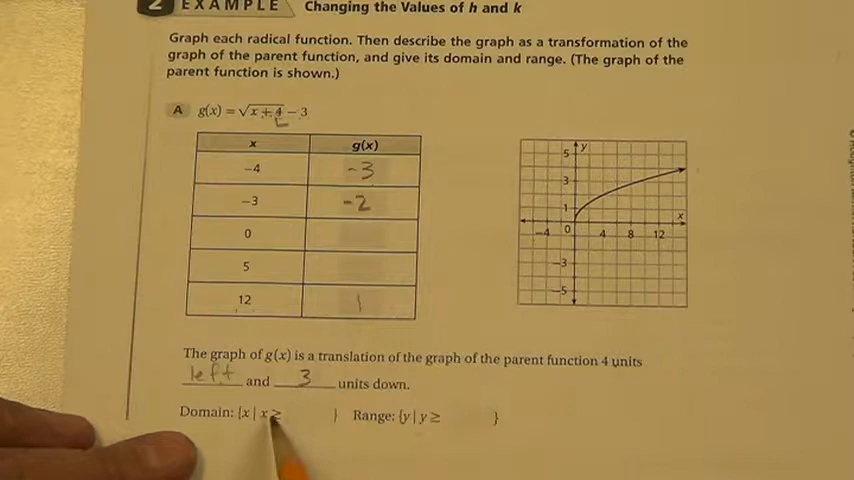 2 EXAMPLE Changing the Values of h and k
Graph each radical function. Then describe the graph as a transformation of the
graph of the parent function, and give its domain and range. (The graph of the
parent function is shown.)
A g(x) = √x + 4 − 3
x g(x)
−4 -3
−3 -2
0
5
12 1
y
5
3
1
x
−4 0 4 8 12
−3
−5
The graph of g(x) is a translation of the graph of the parent function 4 units
left and 3 units down.
Domain: {x | x ≥ } Range: {y | y ≥ }